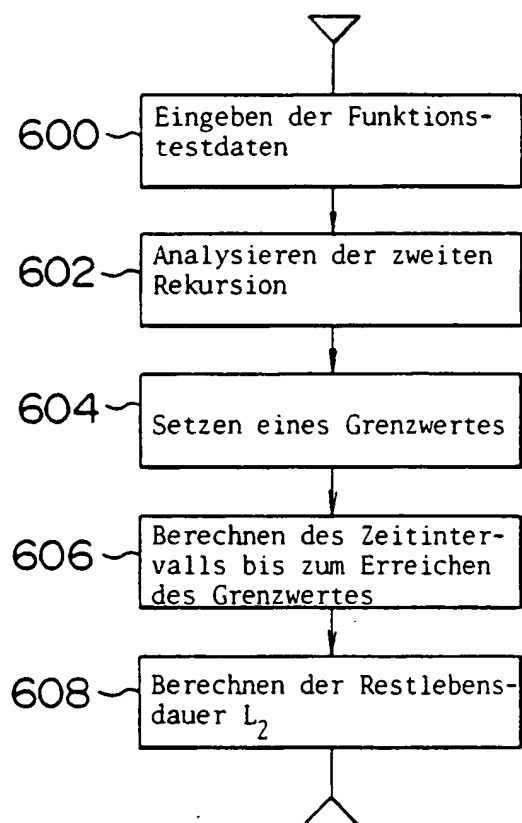 600
Eingeben der Funktions-
testdaten
602
Analysieren der zweiten
Rekursion
604
Setzen eines Grenzwertes
606
Berechnen des Zeitinter-
valls bis zum Erreichen
des Grenzwertes
608
Berechnen der Restlebens-
dauer L₂